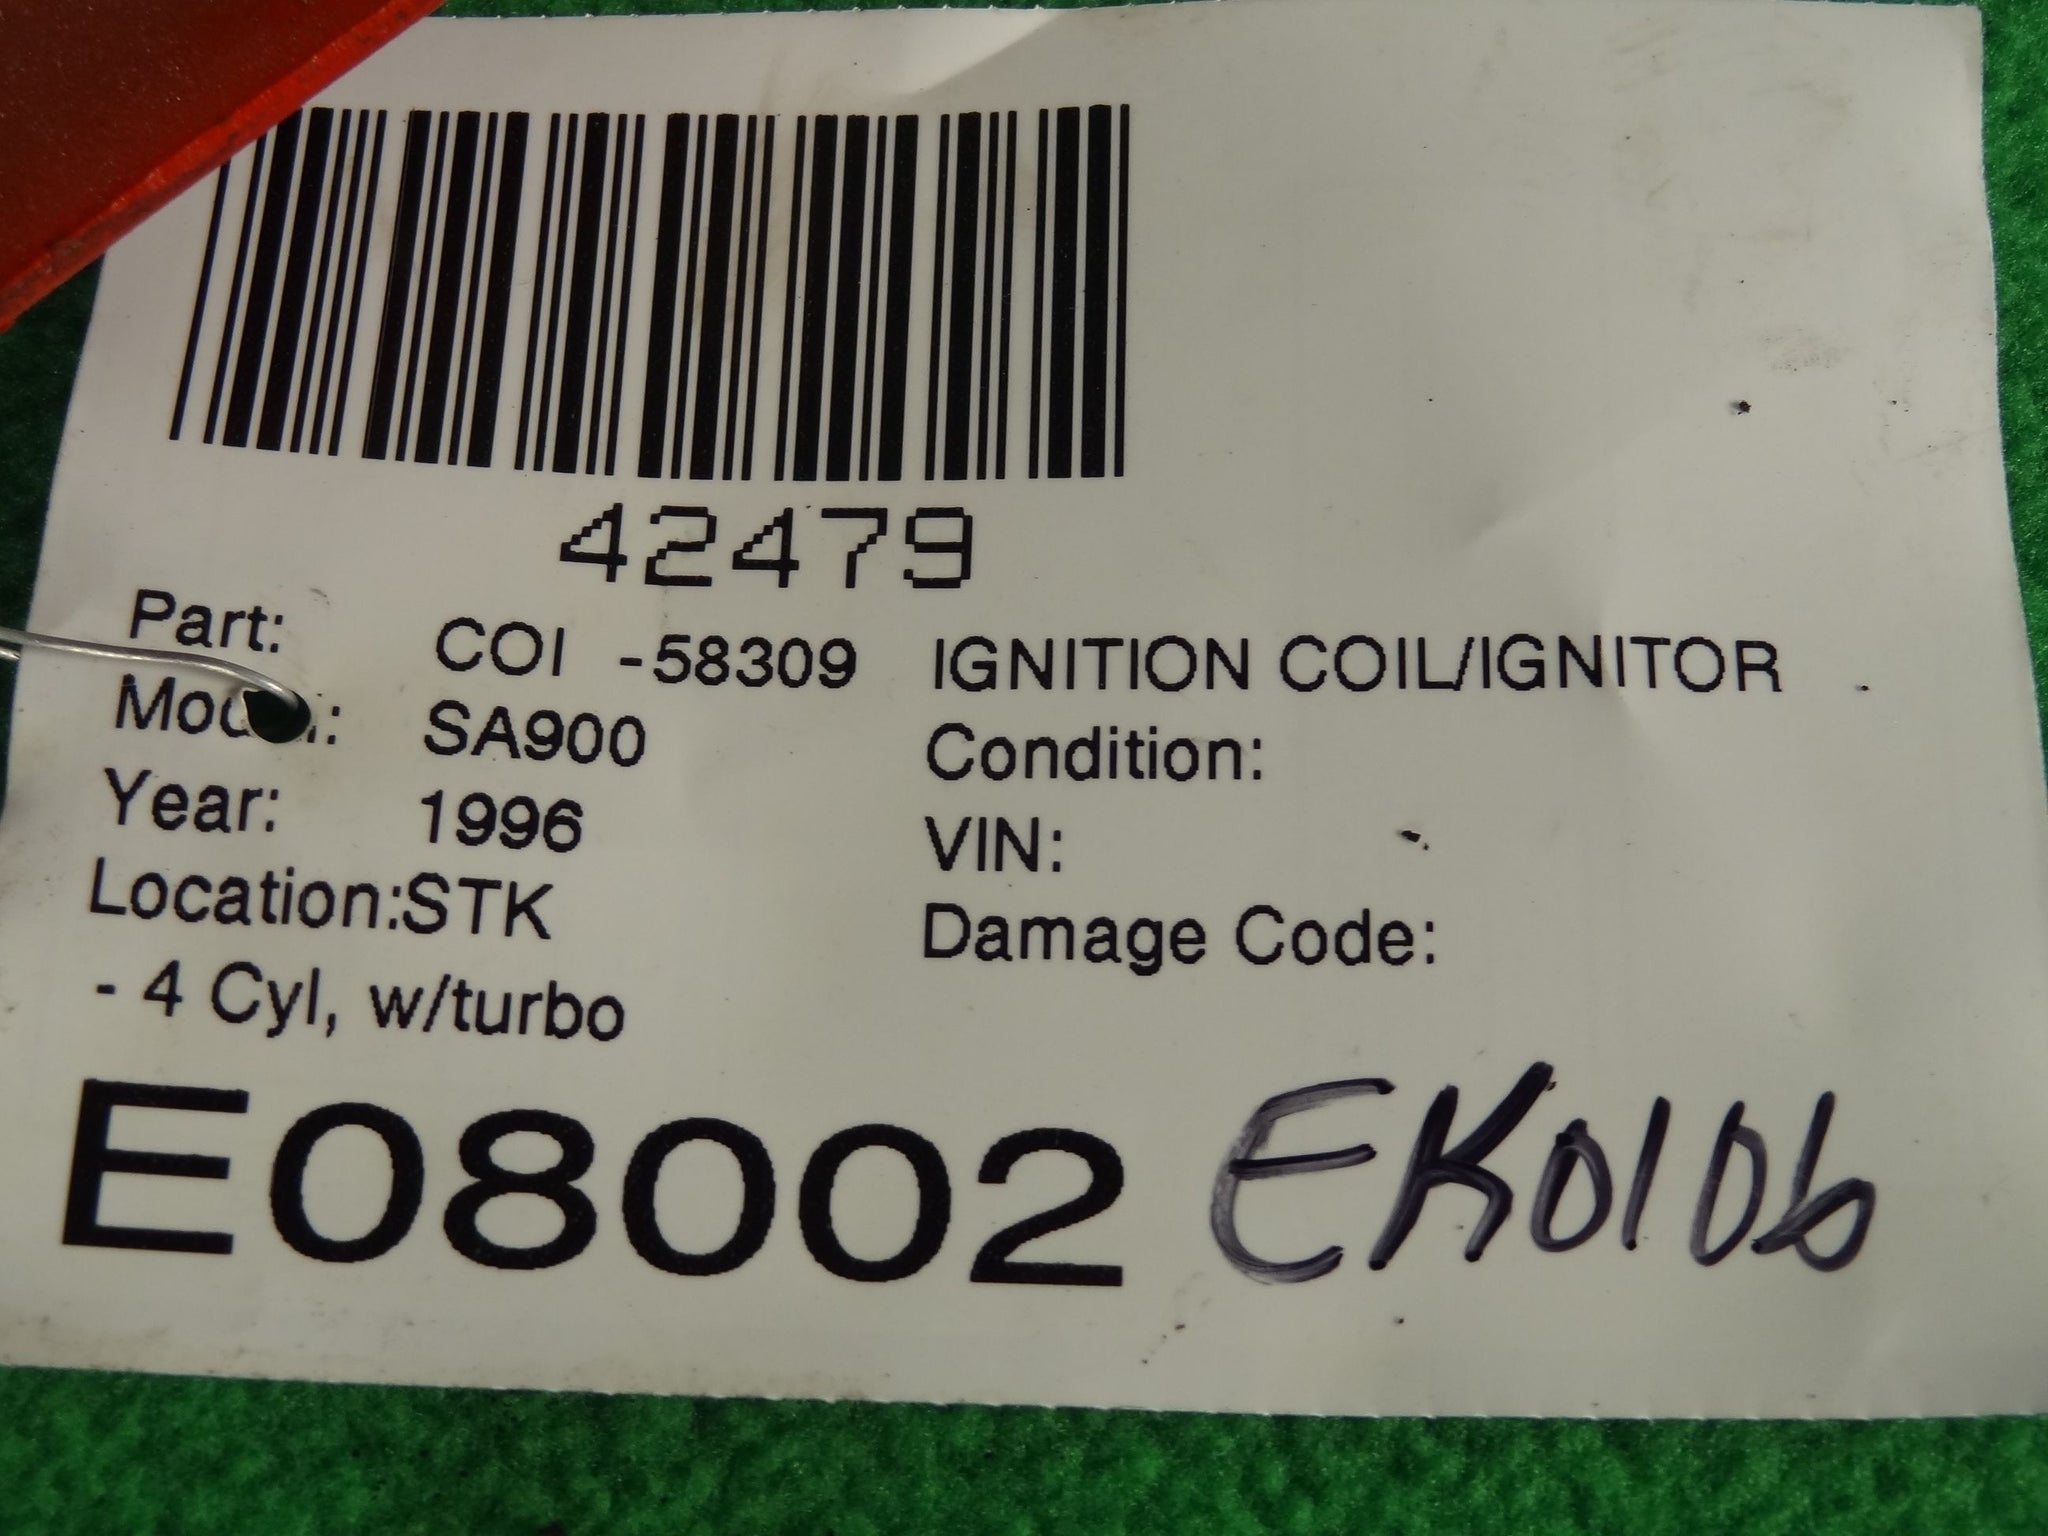 42479
Part: COI -58309 IGNITION COIL/IGNITOR
SA900 Condition:
Year: 1996 VIN:
Location:STK Damage Code:
- 4 Cyl, w/turbo
E08002 EK0106